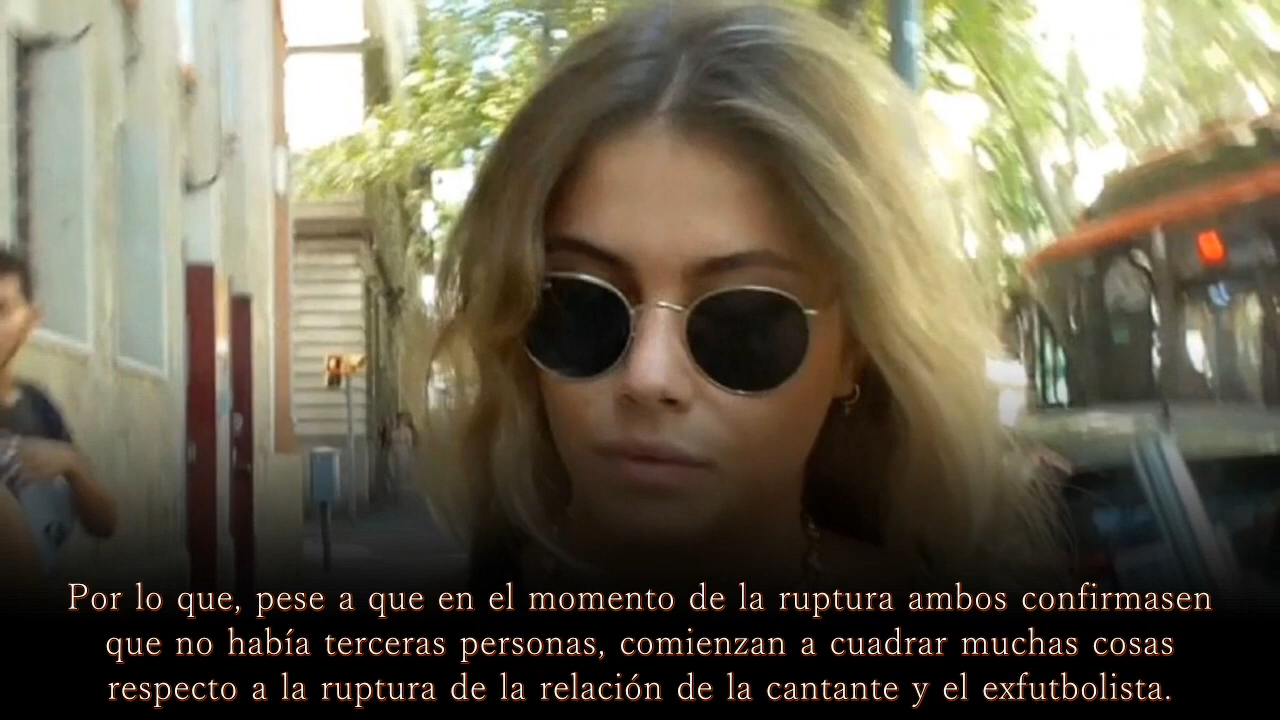 Por lo que, pese a que en el momento de la ruptura ambos confirmasen
que no había terceras personas, comienzan a cuadrar muchas cosas
respecto a la ruptura de la relación de la cantante y el exfutbolista.